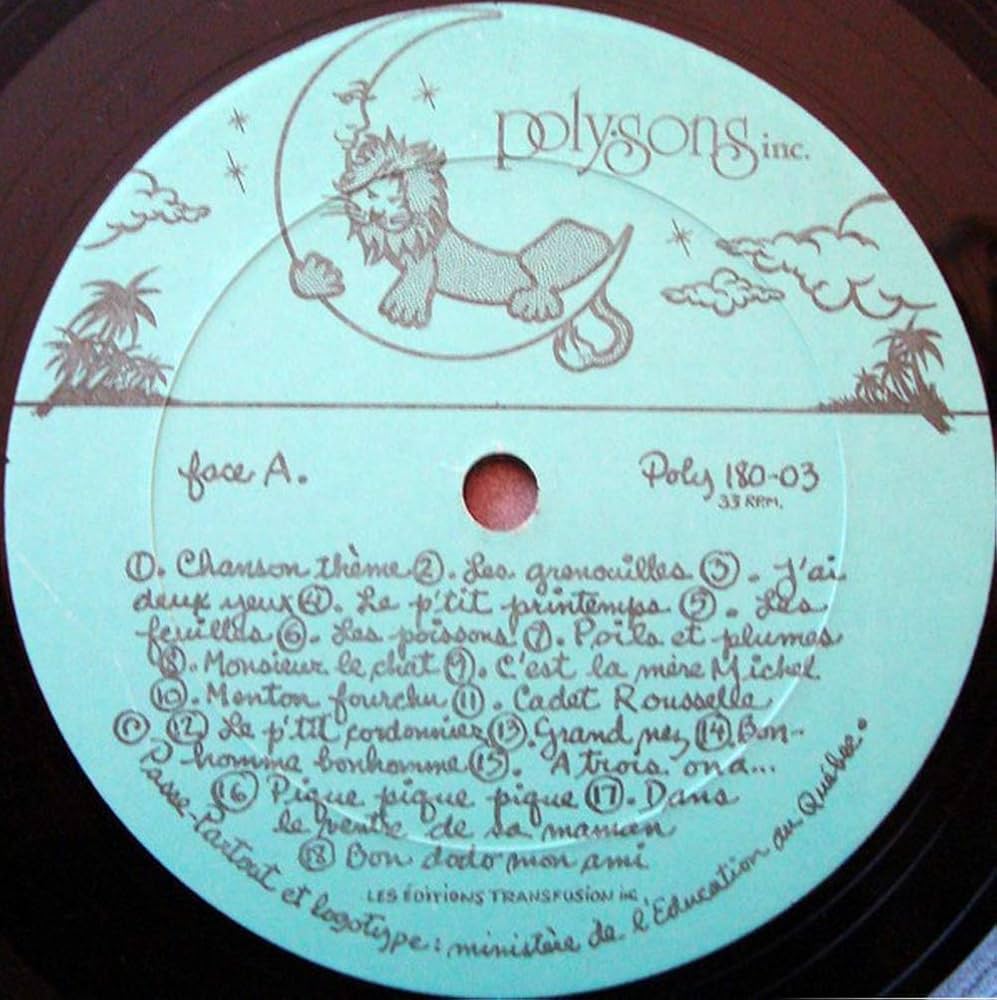 poly-sons inc.
face A.
Poly 180-03
33 RPM.
①. Chanson thème ②. Les grenouilles ③. J'ai
deux yeux ④. Le p'tit printemps ⑤. Les
feuilles ⑥. Les poissons ⑦. Poils et plumes
⑧. Monsieur le chat ⑨. C'est la mère Michel
⑩. Menton fourchu ⑪. Cadet Rousselle
⑫ Le p'tit cordonnier ⑬. Grand nez ⑭. Bon-
homme bonhomme ⑮. A trois on a...
⑯ Pique pique pique ⑰. Dans
le ventre de sa maman
⑱ Bon dodo mon ami
LES ÉDITIONS TRANSFUSION inc.
© Passe-Partout et logotype : ministère de l'Éducation du Québec.